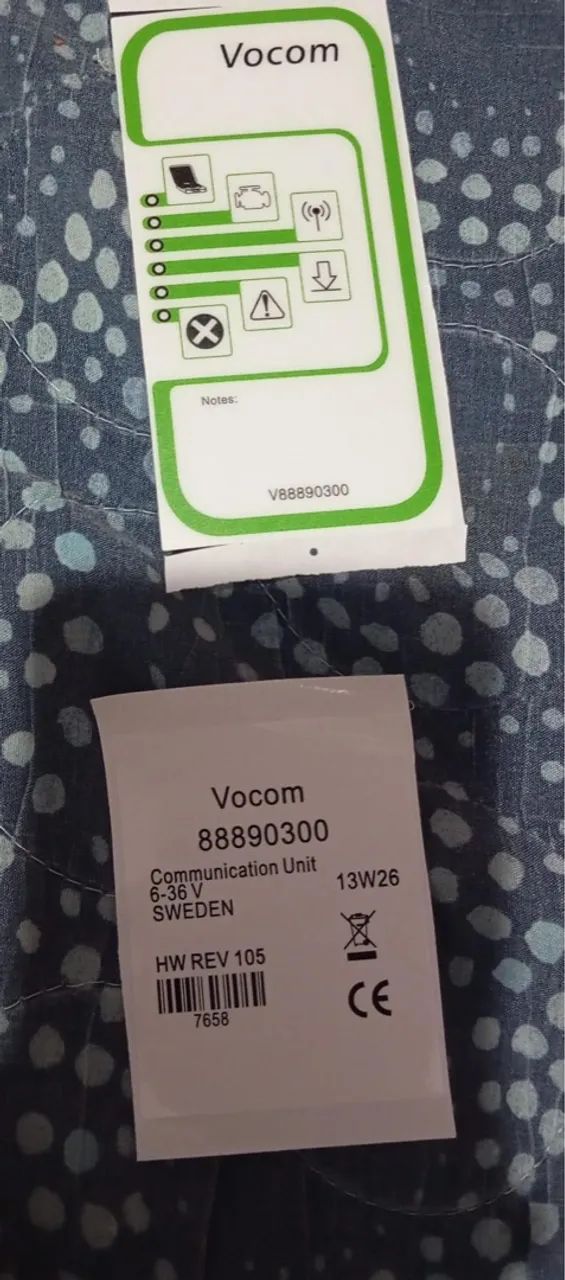 Vocom
Notes:
V88890300
Vocom
88890300
Communication Unit
6-36 V
13W26
SWEDEN
HW REV 105
CE
7658